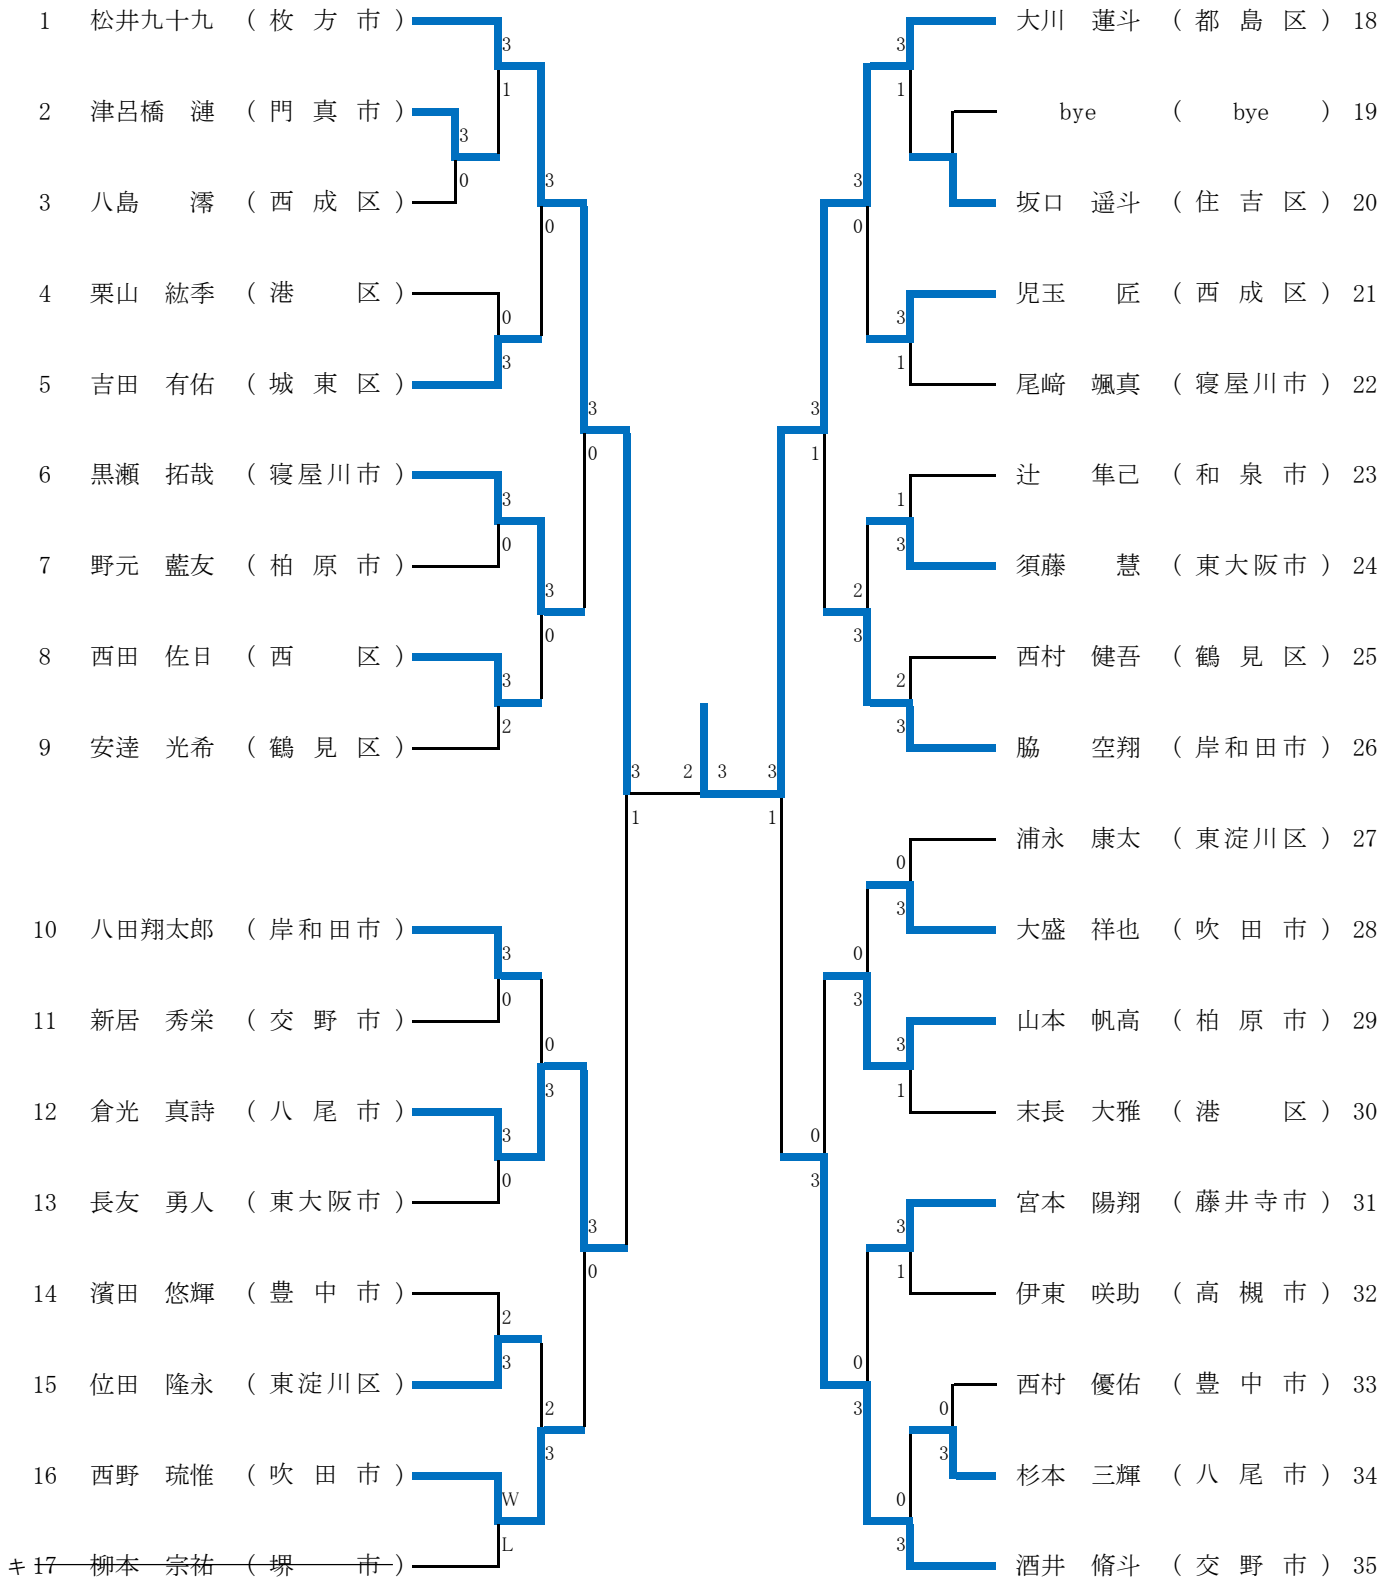 1 松井九十九 ( 枚 方 市 )
3
1
2 津呂橋 漣 ( 門 真 市 )
3
0
3 八島 澪 ( 西 成 区 )
3
0
4 栗山 紘季 ( 港 区 )
0
3
5 吉田 有佑 ( 城 東 区 )
3
0
6 黒瀬 拓哉 ( 寝屋川市 )
3
0
7 野元 藍友 ( 柏 原 市 )
3
0
8 西田 佐日 ( 西 区 )
3
2
9 安達 光希 ( 鶴 見 区 )
3 2 3 3
1 1
10 八田翔太郎 ( 岸和田市 )
3
0
11 新居 秀栄 ( 交 野 市 )
0
3
12 倉光 真詩 ( 八 尾 市 )
3
0
13 長友 勇人 ( 東大阪市 )
3
0
14 濱田 悠輝 ( 豊 中 市 )
2
3
15 位田 隆永 ( 東淀川区 )
2
3
16 西野 琉惟 ( 吹 田 市 )
W
L
キ 17 柳本 宗祐 ( 堺 市 )
大川 蓮斗 ( 都 島 区 ) 18
3
1
bye ( bye ) 19
3
0
坂口 遥斗 ( 住 吉 区 ) 20
児玉 匠 ( 西 成 区 ) 21
3
1
尾﨑 颯真 ( 寝屋川市 ) 22
3
1
辻 隼己 ( 和 泉 市 ) 23
1
3
須藤 慧 ( 東大阪市 ) 24
2
3
西村 健吾 ( 鶴 見 区 ) 25
2
3
脇 空翔 ( 岸和田市 ) 26
浦永 康太 ( 東淀川区 ) 27
0
3
大盛 祥也 ( 吹 田 市 ) 28
0
3
山本 帆高 ( 柏 原 市 ) 29
3
1
末長 大雅 ( 港 区 ) 30
0
3
宮本 陽翔 ( 藤井寺市 ) 31
3
1
伊東 咲助 ( 高 槻 市 ) 32
0
3
西村 優佑 ( 豊 中 市 ) 33
0
3
杉本 三輝 ( 八 尾 市 ) 34
0
3
酒井 脩斗 ( 交 野 市 ) 35